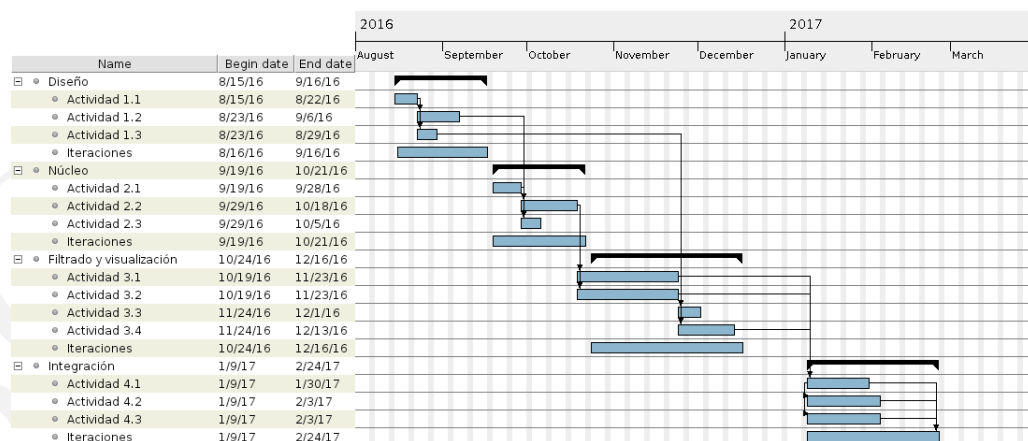 2016 2017
Name Begin date End date August September October November December January February March
Diseño 8/15/16 9/16/16
Actividad 1.1 8/15/16 8/22/16
Actividad 1.2 8/23/16 9/6/16
Actividad 1.3 8/23/16 8/29/16
Iteraciones 8/16/16 9/16/16
Núcleo 9/19/16 10/21/16
Actividad 2.1 9/19/16 9/28/16
Actividad 2.2 9/29/16 10/18/16
Actividad 2.3 9/29/16 10/5/16
Iteraciones 9/19/16 10/21/16
Filtrado y visualización 10/24/16 12/16/16
Actividad 3.1 10/19/16 11/23/16
Actividad 3.2 10/19/16 11/23/16
Actividad 3.3 11/24/16 12/1/16
Actividad 3.4 11/24/16 12/13/16
Iteraciones 10/24/16 12/16/16
Integración 1/9/17 2/24/17
Actividad 4.1 1/9/17 1/30/17
Actividad 4.2 1/9/17 2/3/17
Actividad 4.3 1/9/17 2/3/17
Iteraciones 1/9/17 2/24/17